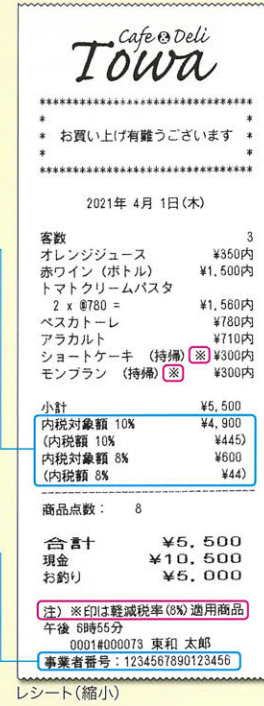 Cafe & Deli
Towa
********************************
* *
* お買い上げ有難うございます *
* *
********************************
2021年 4月 1日(木)
客数 3
オレンジジュース ¥350内
赤ワイン (ボトル) ¥1,500内
トマトクリームパスタ
2 x @780 = ¥1,560内
ペスカトーレ ¥780内
アラカルト ¥710内
ショートケーキ (持帰) ※ ¥300内
モンブラン (持帰) ※ ¥300内
小計 ¥5,500
内税対象額 10% ¥4,900
(内税額 10% ¥445)
内税対象額 8% ¥600
(内税額 8% ¥44)
商品点数: 8
合計 ¥5,500
現金 ¥10,500
お釣り ¥5,000
注) ※印は軽減税率(8%)適用商品
午後 6時55分
0001#000073 東和 太郎
事業者番号:1234567890123456
レシート(縮小)